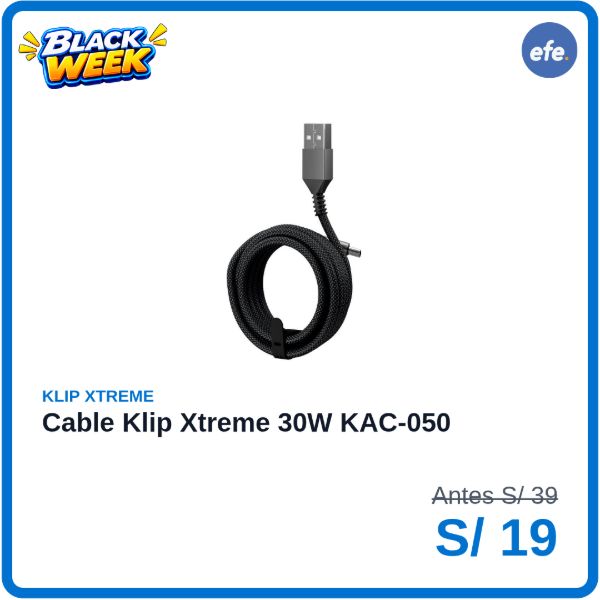 BLACK
WEEK
efe.
KLIP XTREME
Cable Klip Xtreme 30W KAC-050
Antes S/ 39
S/ 19